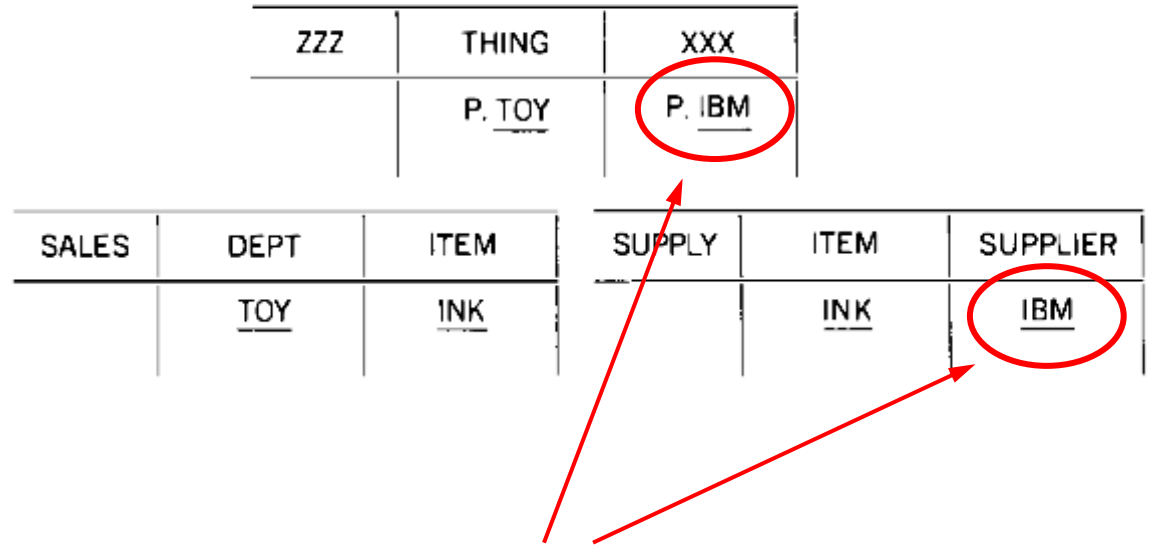 ZZZ THING XXX
P. TOY P. IBM
SALES DEPT ITEM
TOY INK
SUPPLY ITEM SUPPLIER
INK IBM